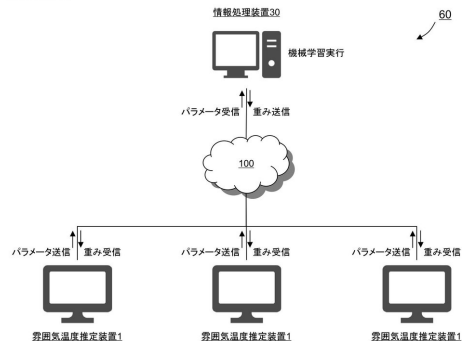 情報処理装置30
60
機械学習実行
パラメータ受信 重み送信
100
パラメータ送信 重み受信 パラメータ送信 重み受信 パラメータ送信 重み受信
雰囲気温度推定装置1 雰囲気温度推定装置1 雰囲気温度推定装置1